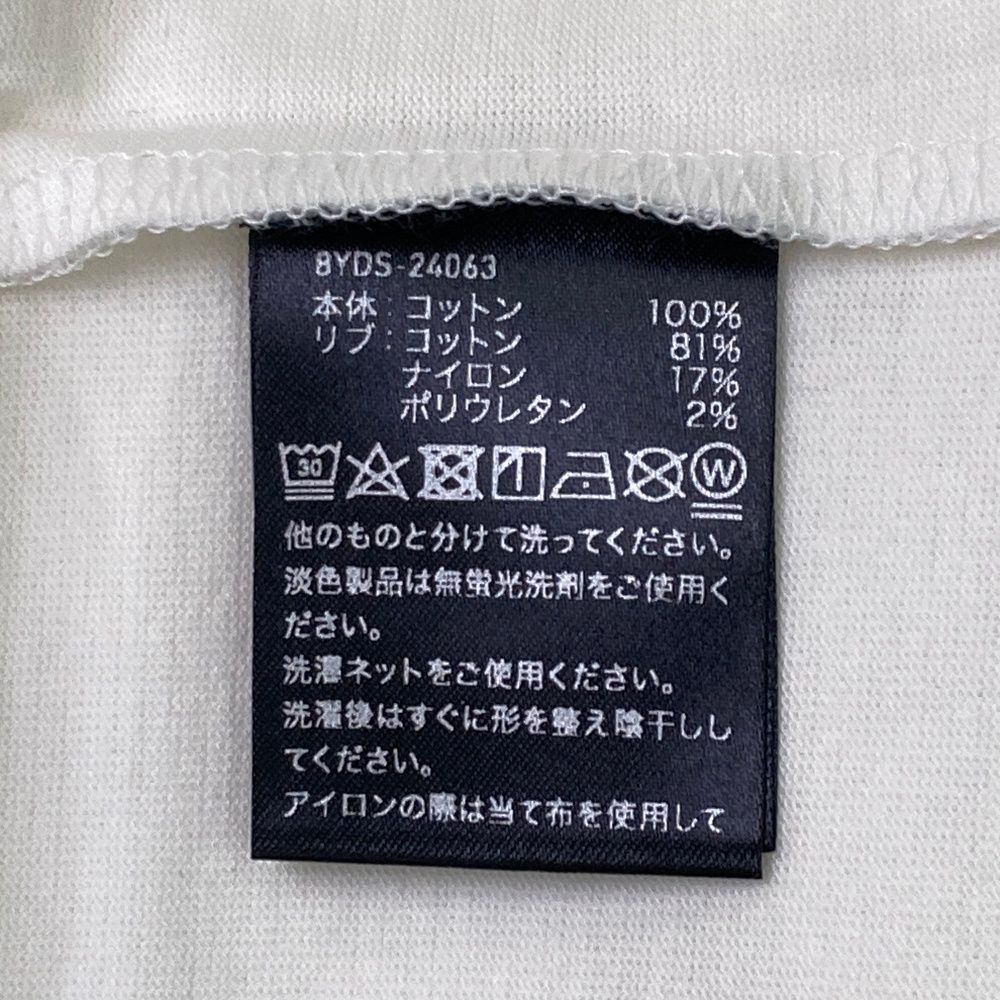 8YDS-24063
本体：コットン 100%
リブ：コットン 81%
ナイロン 17%
ポリウレタン 2%
30 W
他のものと分けて洗ってください。
淡色製品は無蛍光洗剤をご使用く
ださい。
洗濯ネットをご使用ください。
洗濯後はすぐに形を整え陰干しし
てください。
アイロンの際は当て布を使用して